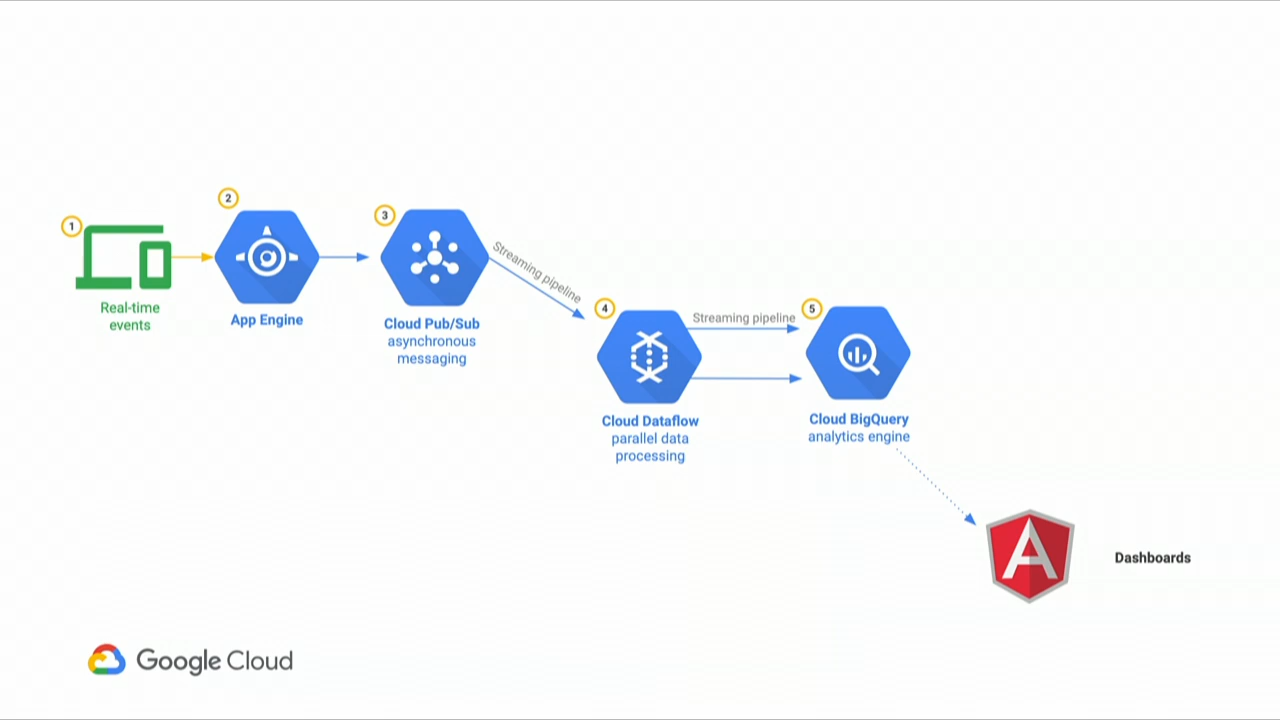 1
Real-time
events
2
App Engine
3
Cloud Pub/Sub
asynchronous
messaging
Streaming pipeline
4
Cloud Dataflow
parallel data
processing
Streaming pipeline
5
Cloud BigQuery
analytics engine
A
Dashboards
Google Cloud